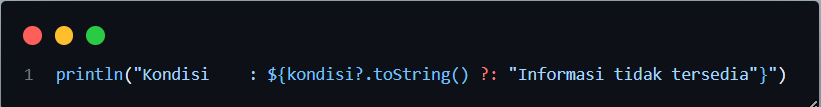 1 println("Kondisi    : ${kondisi?.toString() ?: "Informasi tidak tersedia"}")